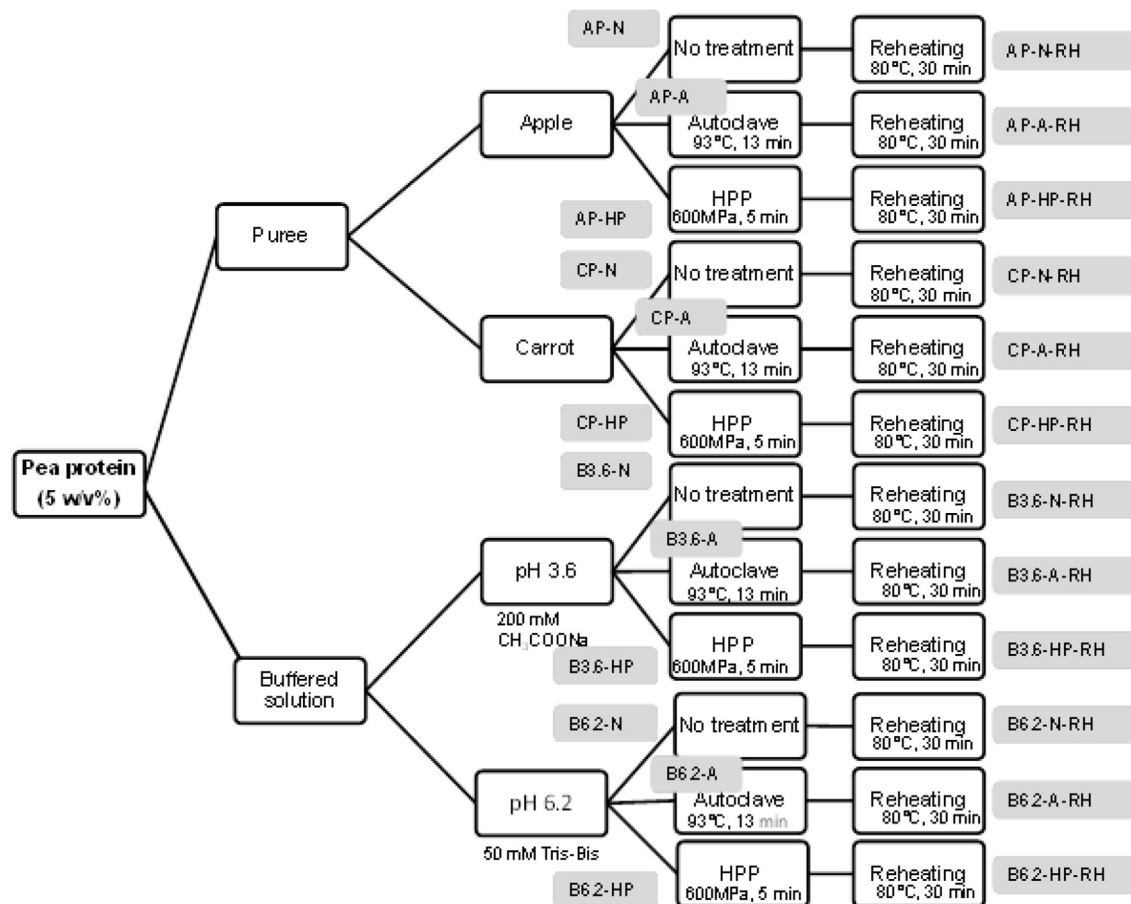 AP-N
No treatment
Reheating
80°C, 30 min
AP-N-RH
AP-A
Apple
Autoclave
93°C, 13 min
Reheating
80°C, 30 min
AP-A-RH
HPP
600MPa, 5 min
Reheating
80°C, 30 min
AP-HP-RH
AP-HP
Puree
CP-N
No treatment
Reheating
80°C, 30 min
CP-N-RH
CP-A
Carrot
Autoclave
93°C, 13 min
Reheating
80°C, 30 min
CP-A-RH
CP-HP
HPP
600MPa, 5 min
Reheating
80°C, 30 min
CP-HP-RH
Pea protein
(5 w/v%)
B3.6-N
No treatment
Reheating
80°C, 30 min
B3.6-N-RH
B3.6-A
pH 3.6
200 mM
CH₃COONa
Autoclave
93°C, 13 min
Reheating
80°C, 30 min
B3.6-A-RH
HPP
600MPa, 5 min
Reheating
80°C, 30 min
B3.6-HP-RH
B3.6-HP
Buffered
solution
B6.2-N
No treatment
Reheating
80°C, 30 min
B6.2-N-RH
B6.2-A
pH 6.2
50 mM Tris-Bis
Autoclave
93°C, 13 min
Reheating
80°C, 30 min
B6.2-A-RH
B6.2-HP
HPP
600MPa, 5 min
Reheating
80°C, 30 min
B6.2-HP-RH